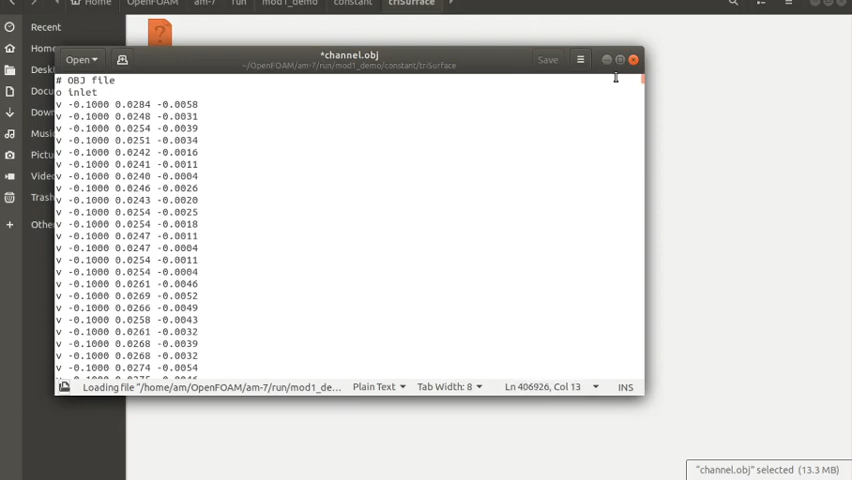 Home OpenFOAM am-7 run mod1_demo constant triSurface
Recent
Home
Desk
Docu
Down
Music
Pictu
Video
Trash
Other
Open
*channel.obj
~/OpenFOAM/am-7/run/mod1_demo/constant/triSurface
Save
# OBJ file
o inlet
v -0.1000 0.0284 -0.0058
v -0.1000 0.0248 -0.0031
v -0.1000 0.0254 -0.0039
v -0.1000 0.0251 -0.0034
v -0.1000 0.0242 -0.0016
v -0.1000 0.0241 -0.0011
v -0.1000 0.0240 -0.0004
v -0.1000 0.0246 -0.0026
v -0.1000 0.0243 -0.0020
v -0.1000 0.0254 -0.0025
v -0.1000 0.0254 -0.0018
v -0.1000 0.0247 -0.0011
v -0.1000 0.0247 -0.0004
v -0.1000 0.0254 -0.0011
v -0.1000 0.0254 -0.0004
v -0.1000 0.0261 -0.0046
v -0.1000 0.0269 -0.0052
v -0.1000 0.0266 -0.0049
v -0.1000 0.0258 -0.0043
v -0.1000 0.0261 -0.0032
v -0.1000 0.0268 -0.0039
v -0.1000 0.0268 -0.0032
v -0.1000 0.0274 -0.0054
Loading file "/home/am/OpenFOAM/am-7/run/mod1_de... Plain Text Tab Width: 8 Ln 406926, Col 13 INS
"channel.obj" selected (13.3 MB)